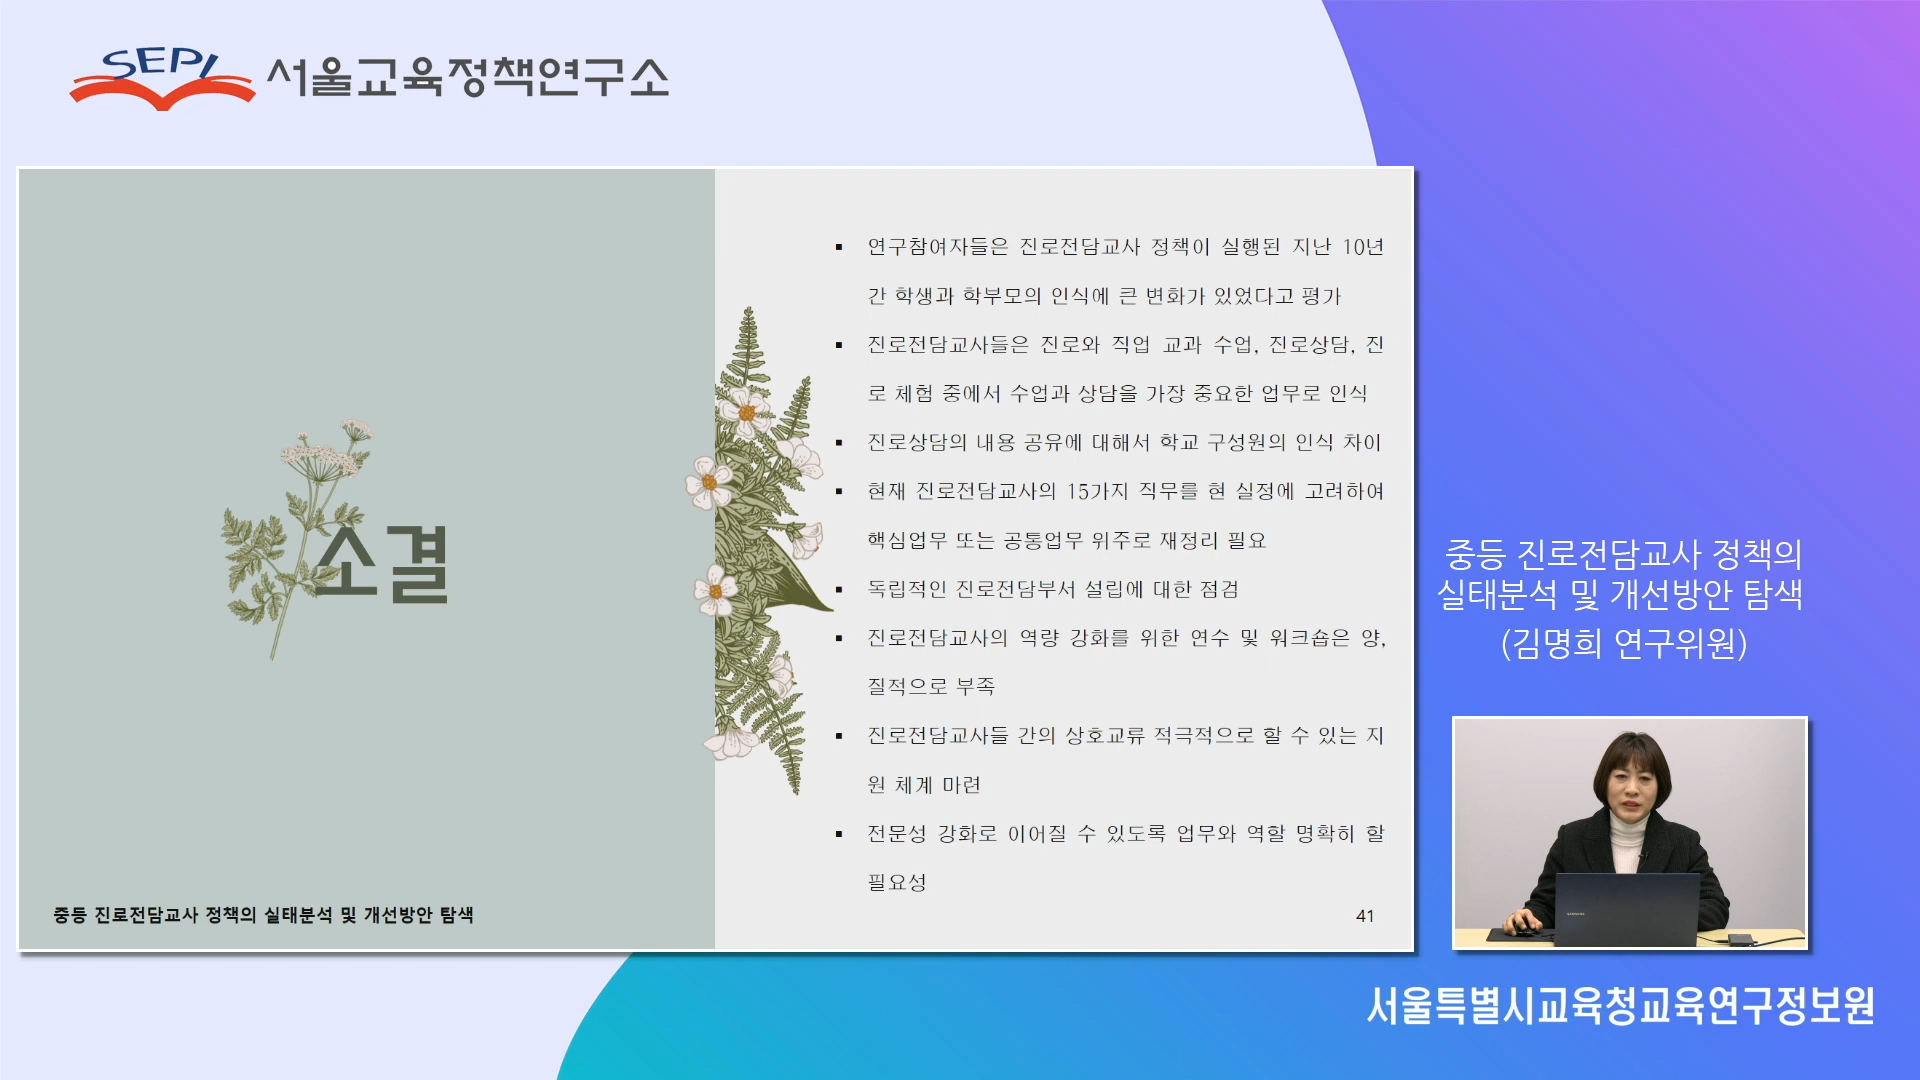 SEPI 서울교육정책연구소
소결
▪ 연구참여자들은 진로전담교사 정책이 실행된 지난 10년
간 학생과 학부모의 인식에 큰 변화가 있었다고 평가
▪ 진로전담교사들은 진로와 직업 교과 수업, 진로상담, 진
로 체험 중에서 수업과 상담을 가장 중요한 업무로 인식
▪ 진로상담의 내용 공유에 대해서 학교 구성원의 인식 차이
▪ 현재 진로전담교사의 15가지 직무를 현 실정에 고려하여
핵심업무 또는 공통업무 위주로 재정리 필요
▪ 독립적인 진로전담부서 설립에 대한 점검
▪ 진로전담교사의 역량 강화를 위한 연수 및 워크숍은 양,
질적으로 부족
▪ 진로전담교사들 간의 상호교류 적극적으로 할 수 있는 지
원 체계 마련
▪ 전문성 강화로 이어질 수 있도록 업무와 역할 명확히 할
필요성
중등 진로전담교사 정책의 실태분석 및 개선방안 탐색
41
중등 진로전담교사 정책의
실태분석 및 개선방안 탐색
(김명희 연구위원)
SAMSUNG
서울특별시교육청교육연구정보원